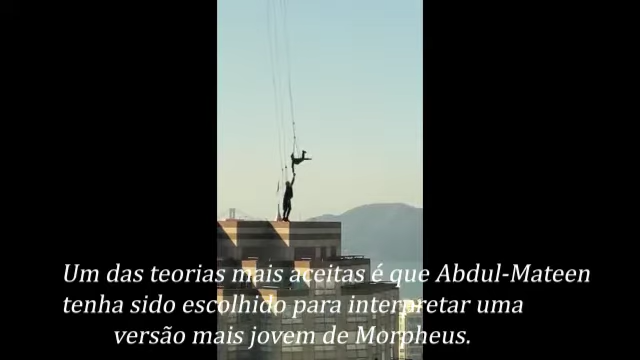 Um das teorias mais aceitas é que Abdul-Mateen
tenha sido escolhido para interpretar uma
versão mais jovem de Morpheus.